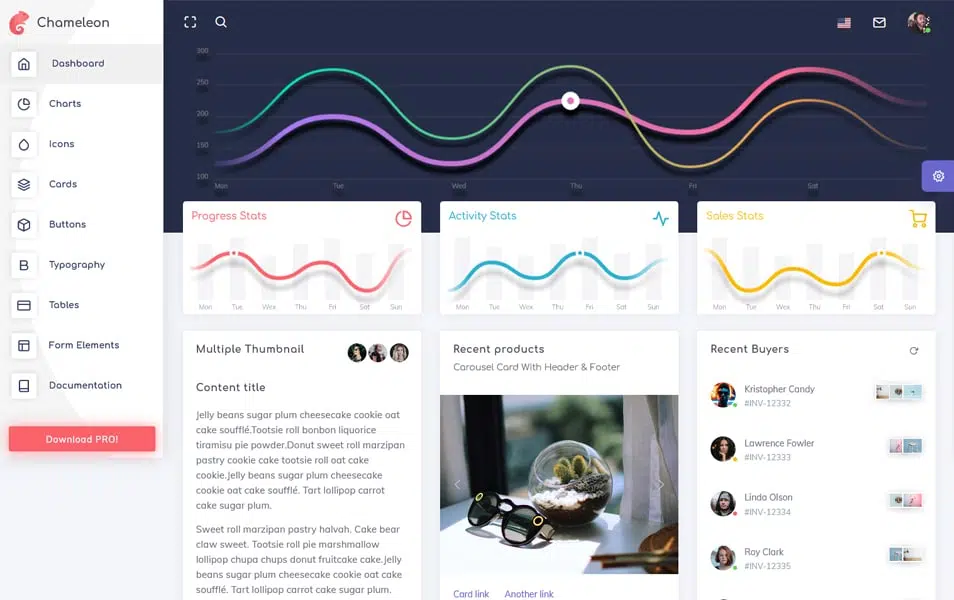 Chameleon
Dashboard
Charts
Icons
Cards
Buttons
Typography
Tables
Form Elements
Documentation
Download PRO!
300
250
200
150
100
Mon Tue Wed Thu Fri Sat
Progress Stats
Mon Tue Wex Thu Fri Sat Sun
Activity Stats
Mon Tue Wex Thu Fri Sat Sun
Sales Stats
Mon Tue Wex Thu Fri Sat Sun
Multiple Thumbnail
Content title
Jelly beans sugar plum cheesecake cookie oat
cake soufflé.Tootsie roll bonbon liquorice
tiramisu pie powder.Donut sweet roll marzipan
pastry cookie cake tootsie roll oat cake
cookie.Jelly beans sugar plum cheesecake
cookie oat cake soufflé. Tart lollipop carrot
cake sugar plum.
Sweet roll marzipan pastry halvah. Cake bear
claw sweet. Tootsie roll pie marshmallow
lollipop chupa chups donut fruitcake cake.Jelly
beans sugar plum cheesecake cookie oat cake
soufflé. Tart lollipop carrot cake sugar plum.
Recent products
Carousel Card With Header & Footer
Card link Another link
Recent Buyers
Kristopher Candy
#INV-12332
Lawrence Fowler
#INV-12333
Linda Olson
#INV-12334
Roy Clark
#INV-12335